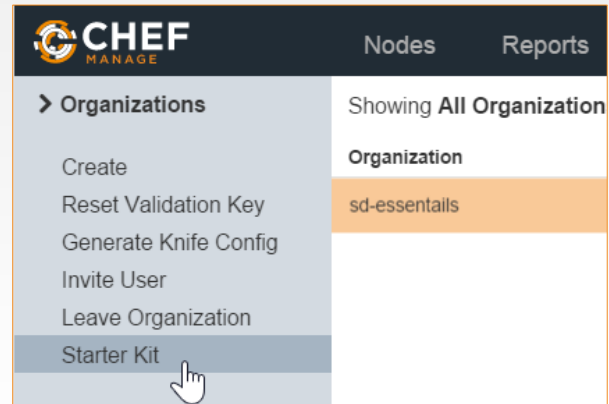 CHEF
MANAGE
Nodes Reports
Organizations
Showing All Organization
Organization
Create
Reset Validation Key
sd-essentails
Generate Knife Config
Invite User
Leave Organization
Starter Kit